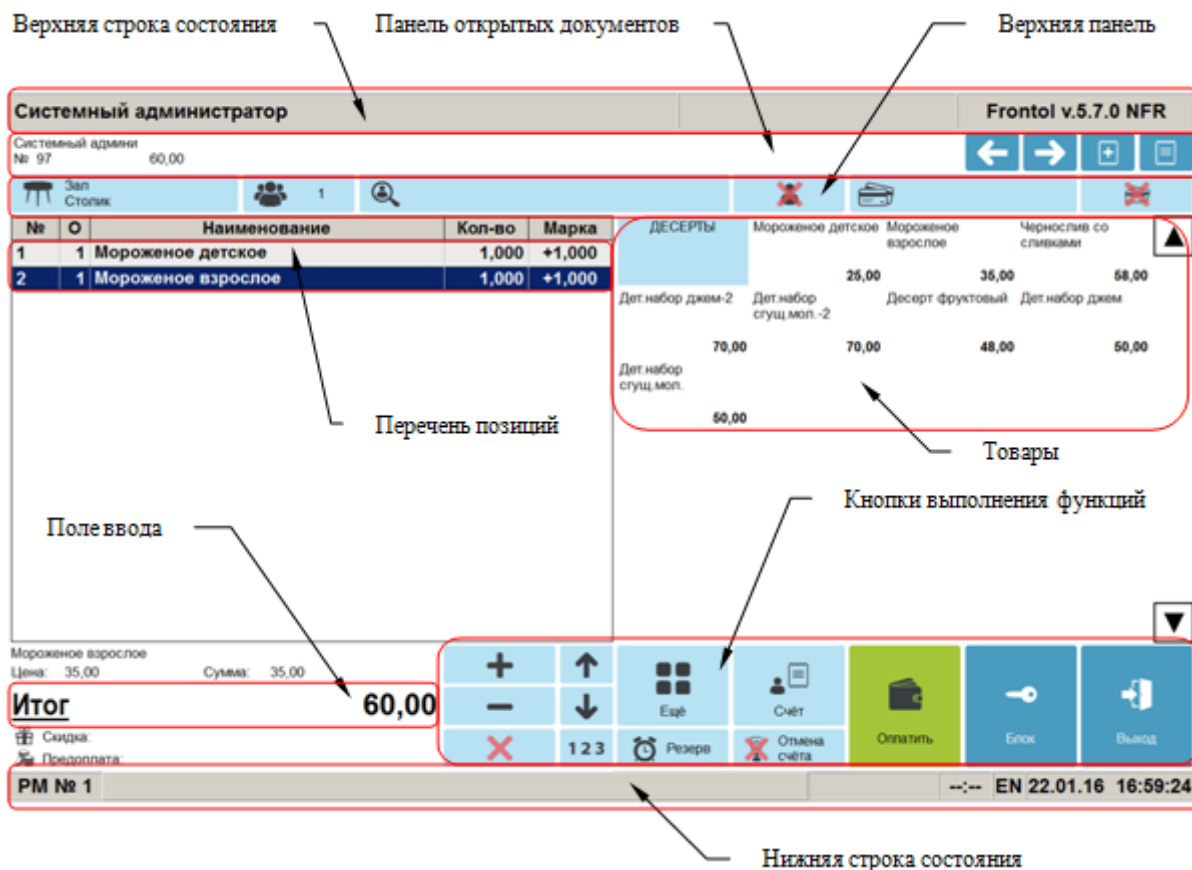 Верхняя строка состояния Панель открытых документов Верхняя панель
Системный администратор Frontol v.5.7.0 NFR
Системный админи
№ 97 60,00
Зал
Столик
1
№ О Наименование Кол-во Марка
1 1 Мороженое детское 1,000 +1,000
2 1 Мороженое взрослое 1,000 +1,000
ДЕСЕРТЫ
Мороженое детское
25,00
Мороженое
взрослое
35,00
Чернослив со
сливками
58,00
Дет.набор джем-2
70,00
Дет.набор
сгущ.мол.-2
70,00
Десерт фруктовый
48,00
Дет.набор джем
50,00
Дет.набор
сгущ.мол.
50,00
Перечень позиций
Товары
Кнопки выполнения функций
Поле ввода
Мороженое взрослое
Цена: 35,00 Сумма: 35,00
Итог 60,00
Скидка:
Предоплата:
123
Ещё
Счёт
Резерв
Отмена
счёта
Оплатить
Блок
Выход
РМ № 1 --:-- EN 22.01.16 16:59:24
Нижняя строка состояния